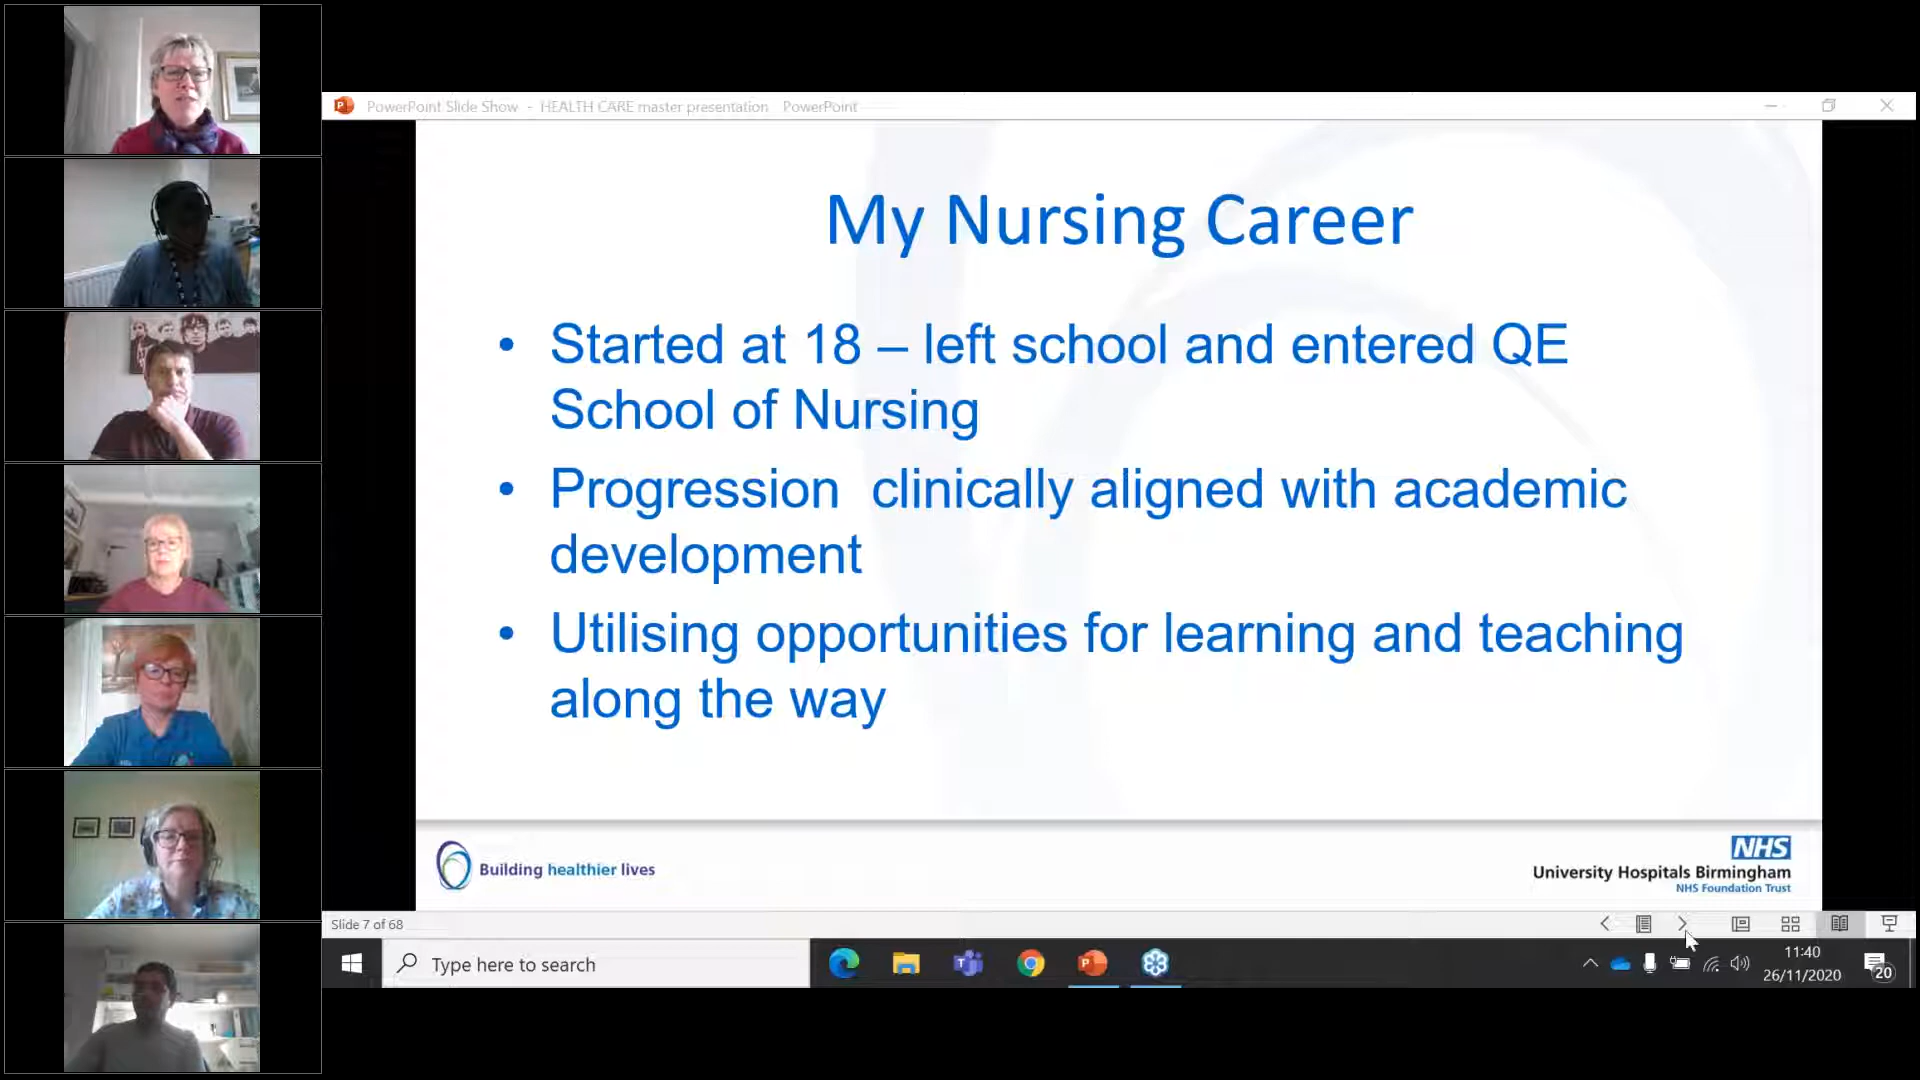 PowerPoint Slide Show - HEALTH CARE master presentation PowerPoint
My Nursing Career
• Started at 18 – left school and entered QE
School of Nursing
• Progression clinically aligned with academic
development
• Utilising opportunities for learning and teaching
along the way
Building healthier lives
NHS
University Hospitals Birmingham
NHS Foundation Trust
Slide 7 of 68
Type here to search
11:40
26/11/2020
20